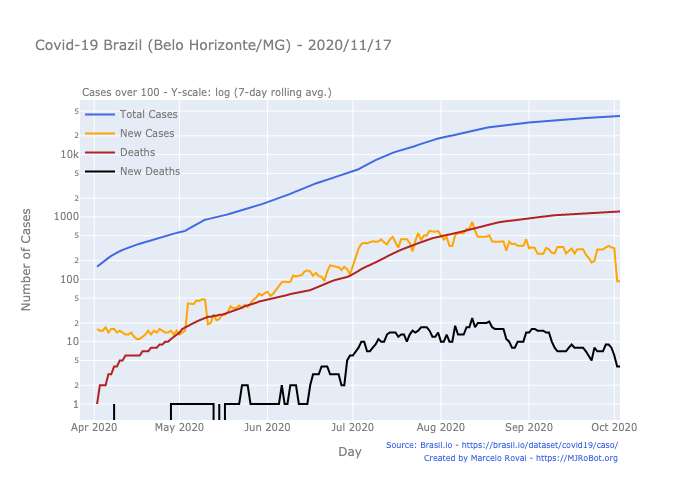 Covid-19 Brazil (Belo Horizonte/MG) - 2020/11/17
Cases over 100 - Y-scale: log (7-day rolling avg.)
Total Cases
New Cases
Deaths
New Deaths
5
2
10k
5
2
1000
5
2
100
5
2
10
5
2
1
Number of Cases
Apr 2020
May 2020
Jun 2020
Jul 2020
Aug 2020
Sep 2020
Oct 2020
Day
Source: Brasil.io - https://brasil.io/dataset/covid19/caso/
Created by Marcelo Rovai - https://MJRoBot.org